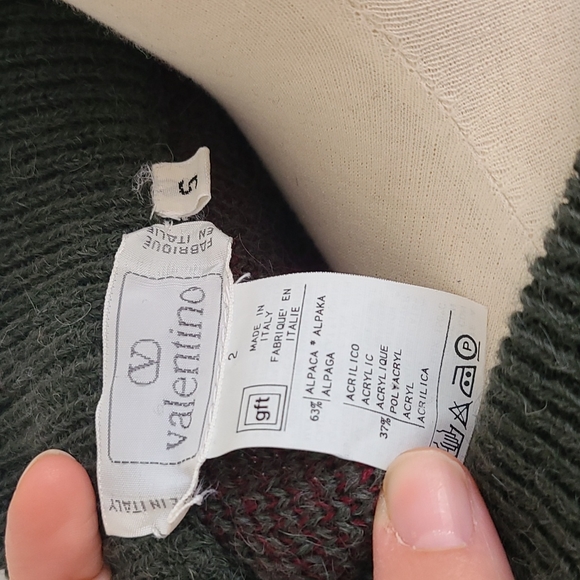 S
FABRIQUE
EN ITALIE
valentino
E IN ITALY
2
MADE IN
ITALY
FABRIQUE' EN
ITALIE
gft
63% ALPACA * ALPAKA
ALPAGA
ACRILICO
ACRYLIC
ACRYLIQUE
37% POLYACRYL
ACRYL
ACRILICA
P